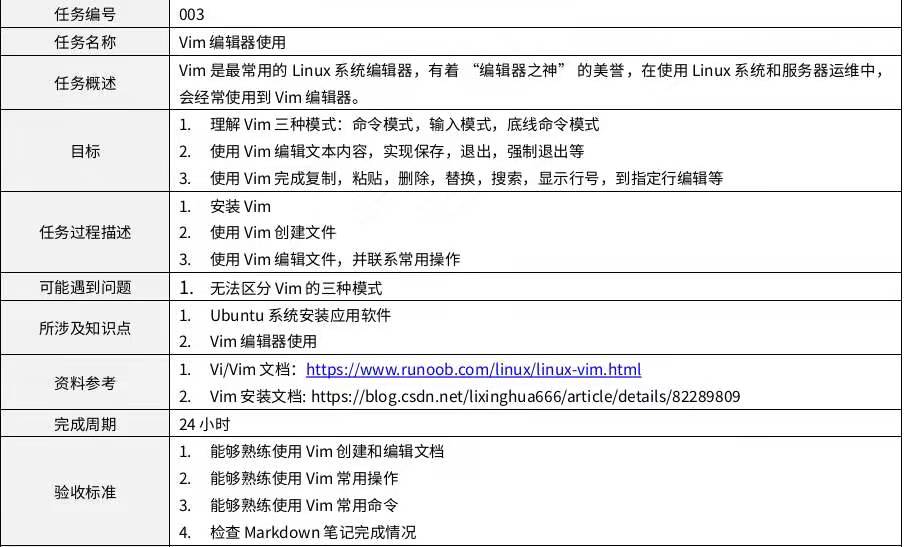 任务编号 003
任务名称 Vim 编辑器使用
任务概述 Vim 是最常用的 Linux 系统编辑器，有着 “编辑器之神” 的美誉，在使用 Linux 系统和服务器运维中，
会经常使用到 Vim 编辑器。
目标
1. 理解 Vim 三种模式：命令模式，输入模式，底线命令模式
2. 使用 Vim 编辑文本内容，实现保存，退出，强制退出等
3. 使用 Vim 完成复制，粘贴，删除，替换，搜索，显示行号，到指定行编辑等
任务过程描述
1. 安装 Vim
2. 使用 Vim 创建文件
3. 使用 Vim 编辑文件，并联系常用操作
可能遇到问题 1. 无法区分 Vim 的三种模式
所涉及知识点
1. Ubuntu 系统安装应用软件
2. Vim 编辑器使用
资料参考
1. Vi/Vim 文档：https://www.runoob.com/linux/linux-vim.html
2. Vim 安装文档: https://blog.csdn.net/lixinghua666/article/details/82289809
完成周期 24 小时
验收标准
1. 能够熟练使用 Vim 创建和编辑文档
2. 能够熟练使用 Vim 常用操作
3. 能够熟练使用 Vim 常用命令
4. 检查 Markdown 笔记完成情况